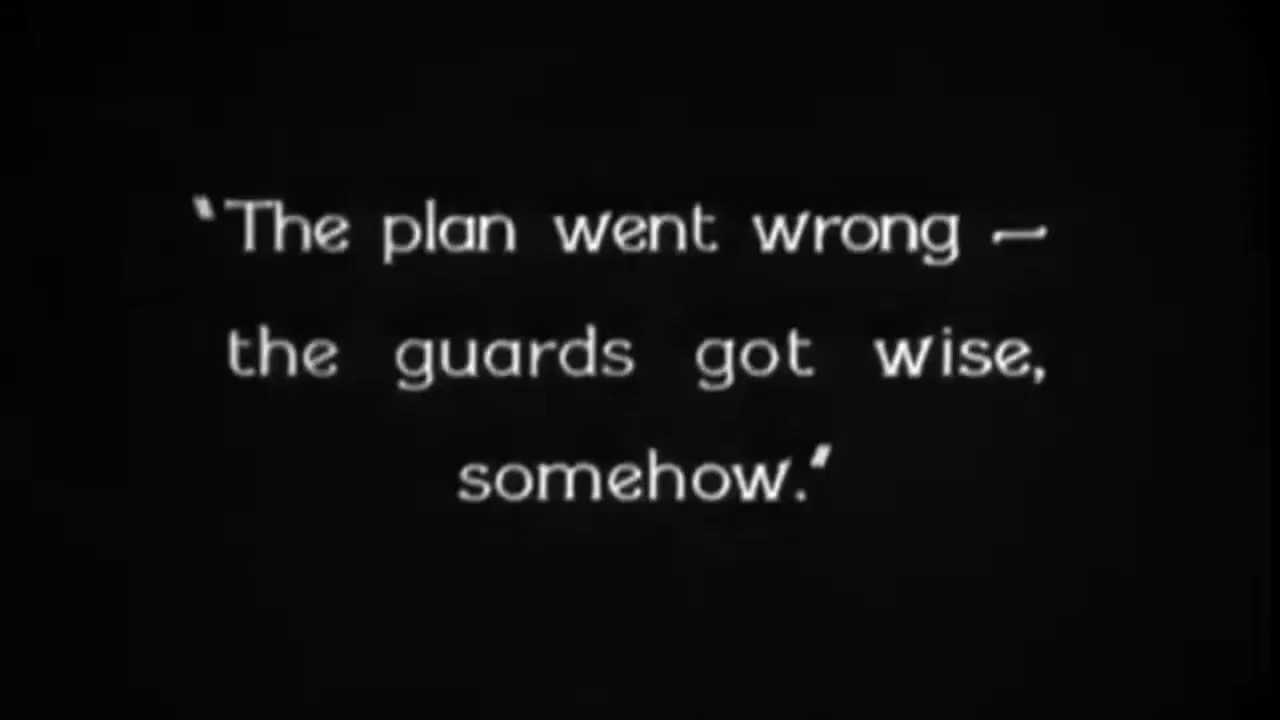 "The plan went wrong —
the guards got wise,
somehow."